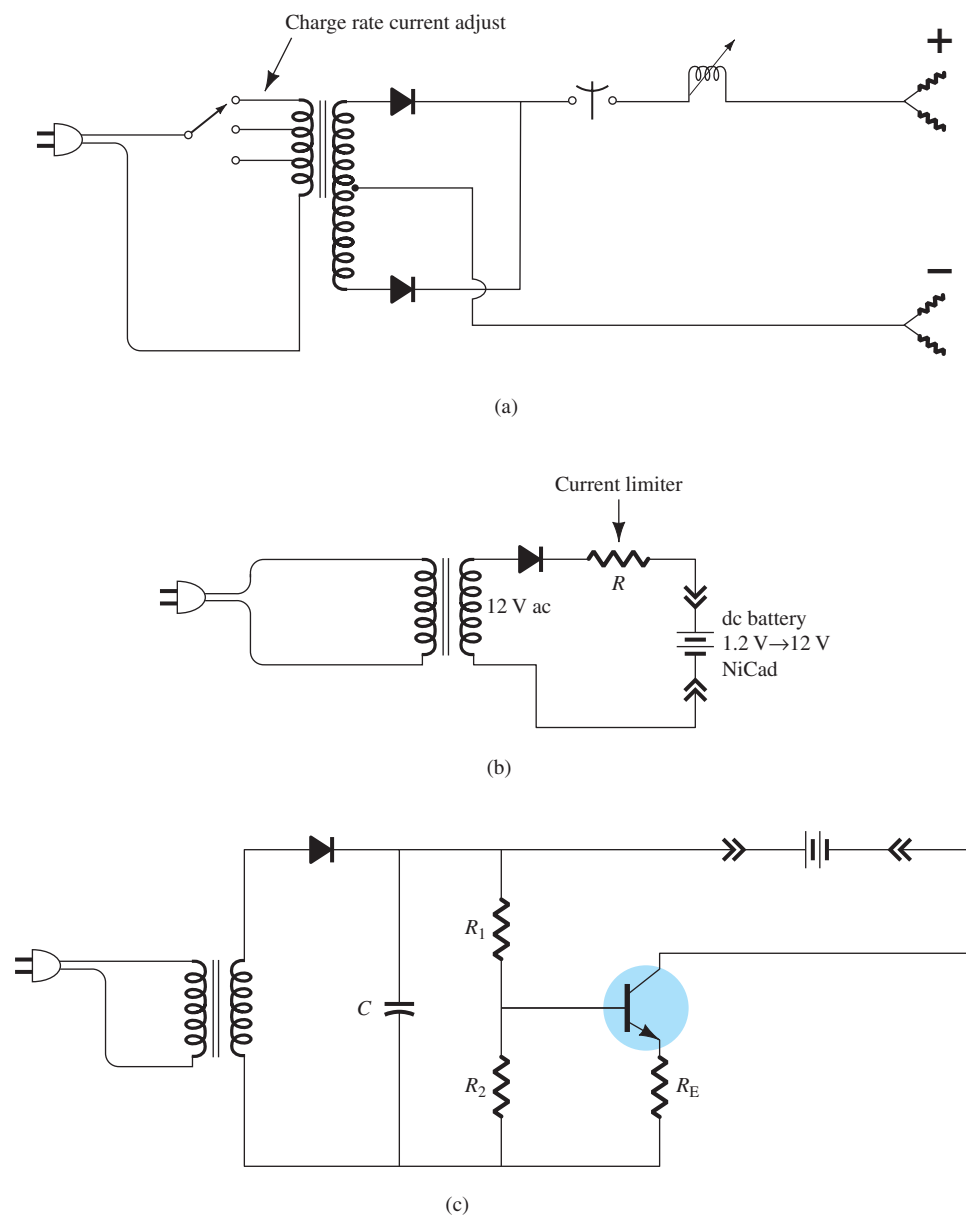 Charge rate current adjust
+
−
(a)
Current limiter
R
12 V ac
dc battery
1.2 V→12 V
NiCad
(b)
R1
C
R2
RE
(c)